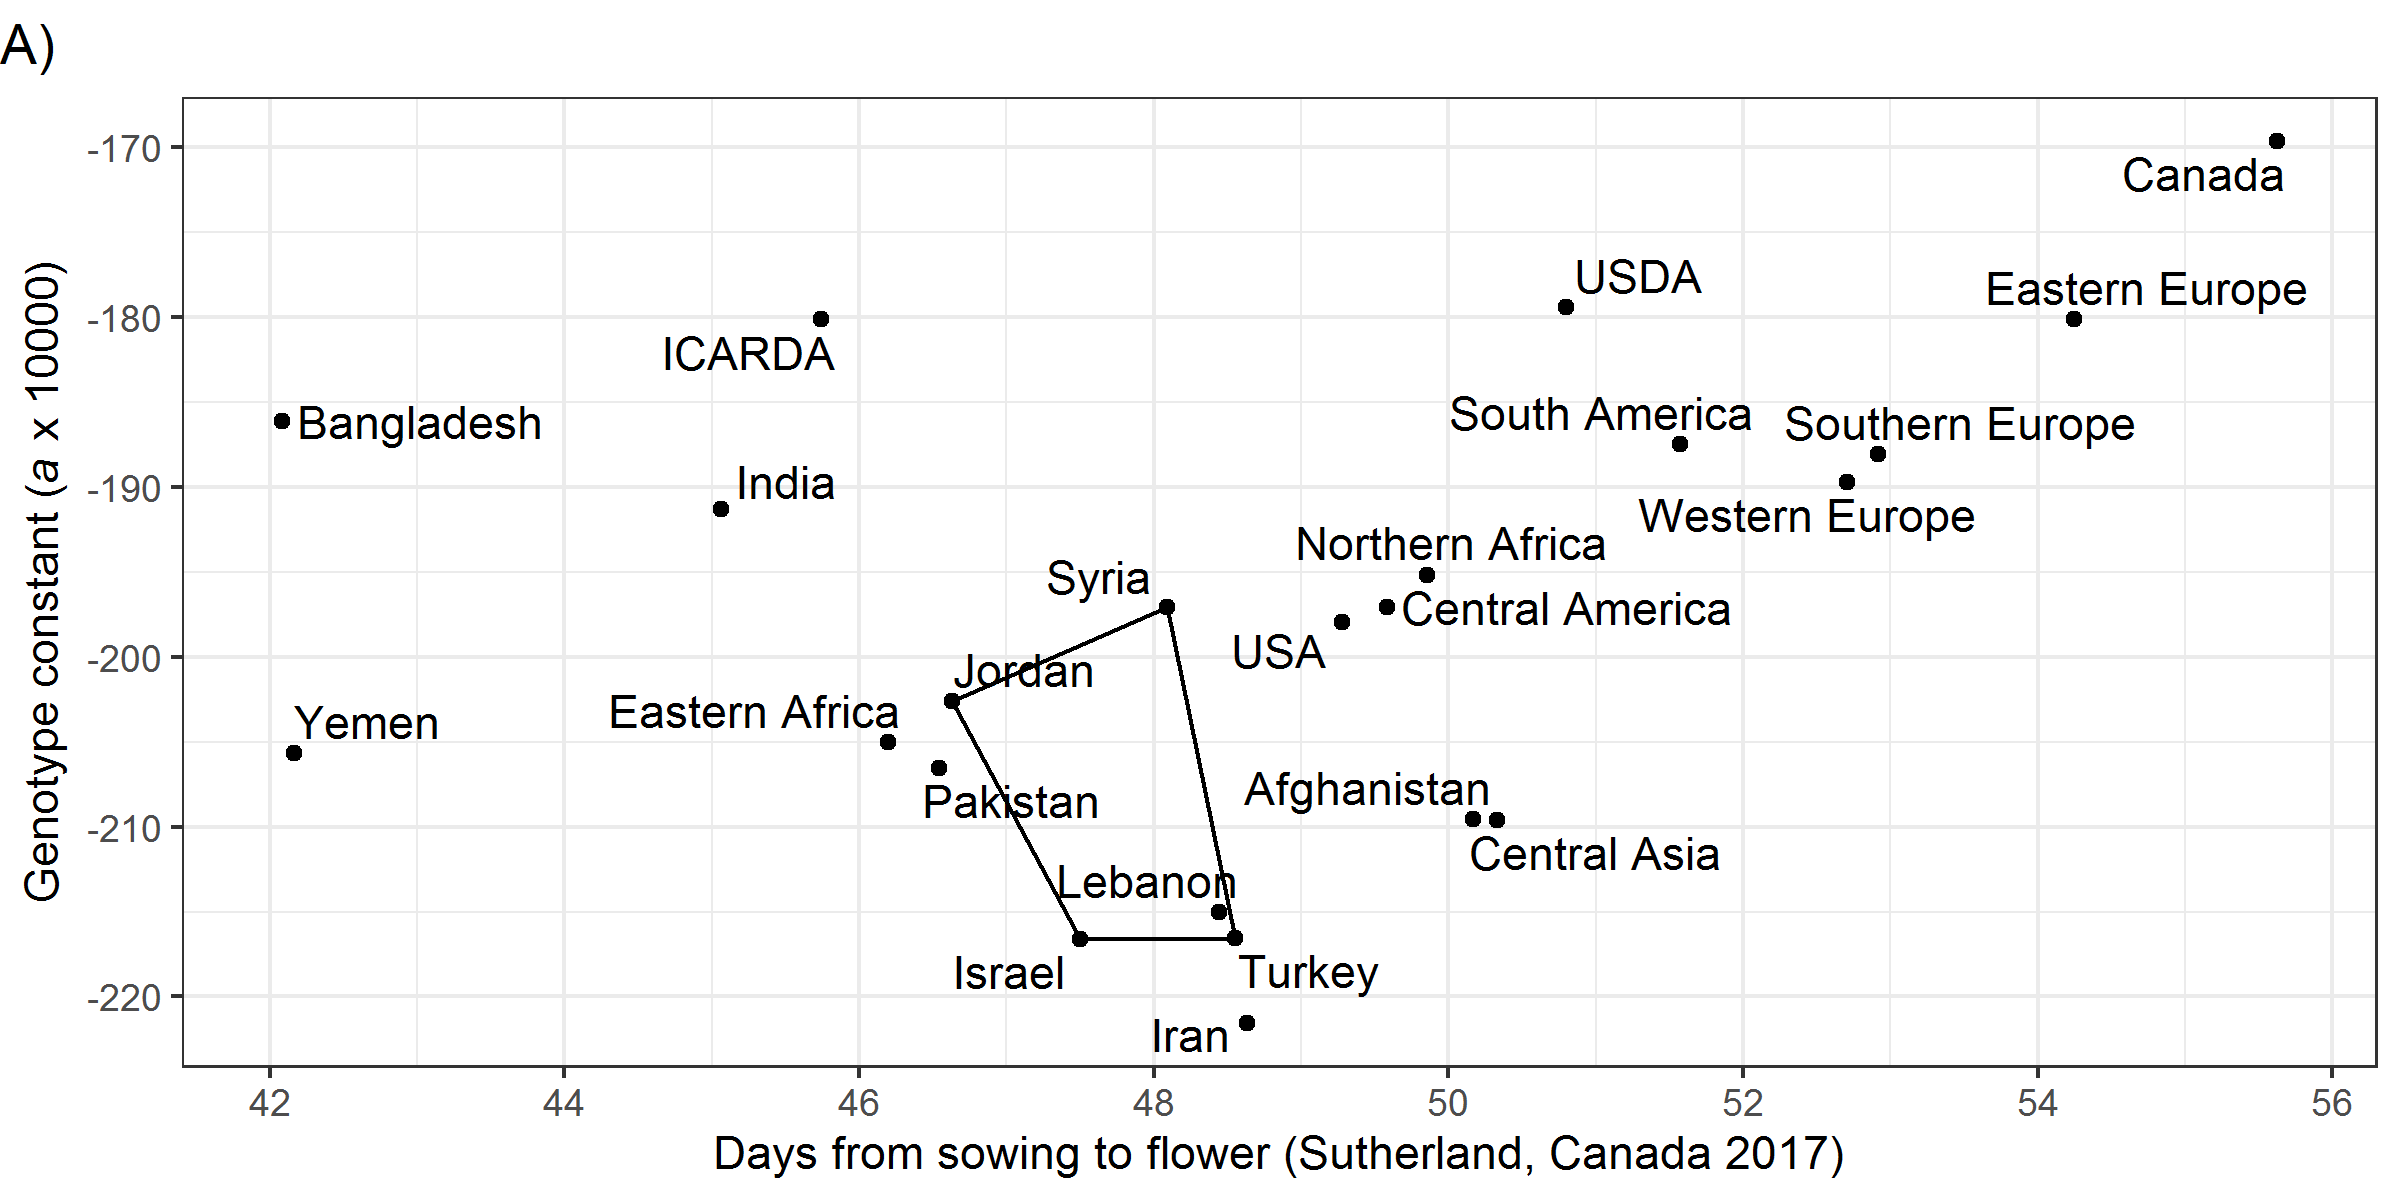 A)
Genotype constant (a x 10000)
-170
-180
-190
-200
-210
-220
Canada
USDA
Eastern Europe
ICARDA
South America
Southern Europe
Bangladesh
India
Western Europe
Northern Africa
Syria
Central America
USA
Jordan
Eastern Africa
Yemen
Pakistan
Afghanistan
Central Asia
Lebanon
Israel
Turkey
Iran
42 44 46 48 50 52 54 56
Days from sowing to flower (Sutherland, Canada 2017)